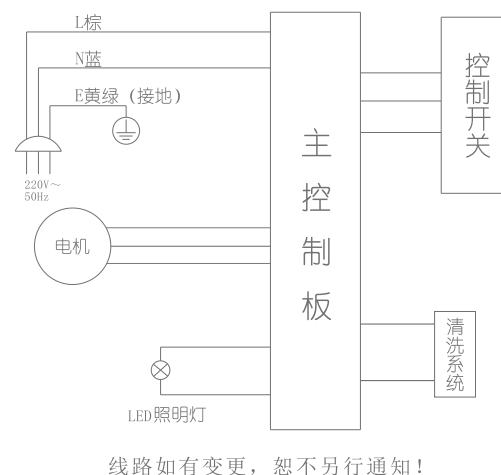 L棕
N蓝
E黄绿（接地）
220V～
50Hz
主控制板
控制开关
电机
清洗系统
LED照明灯
线路如有变更，恕不另行通知！